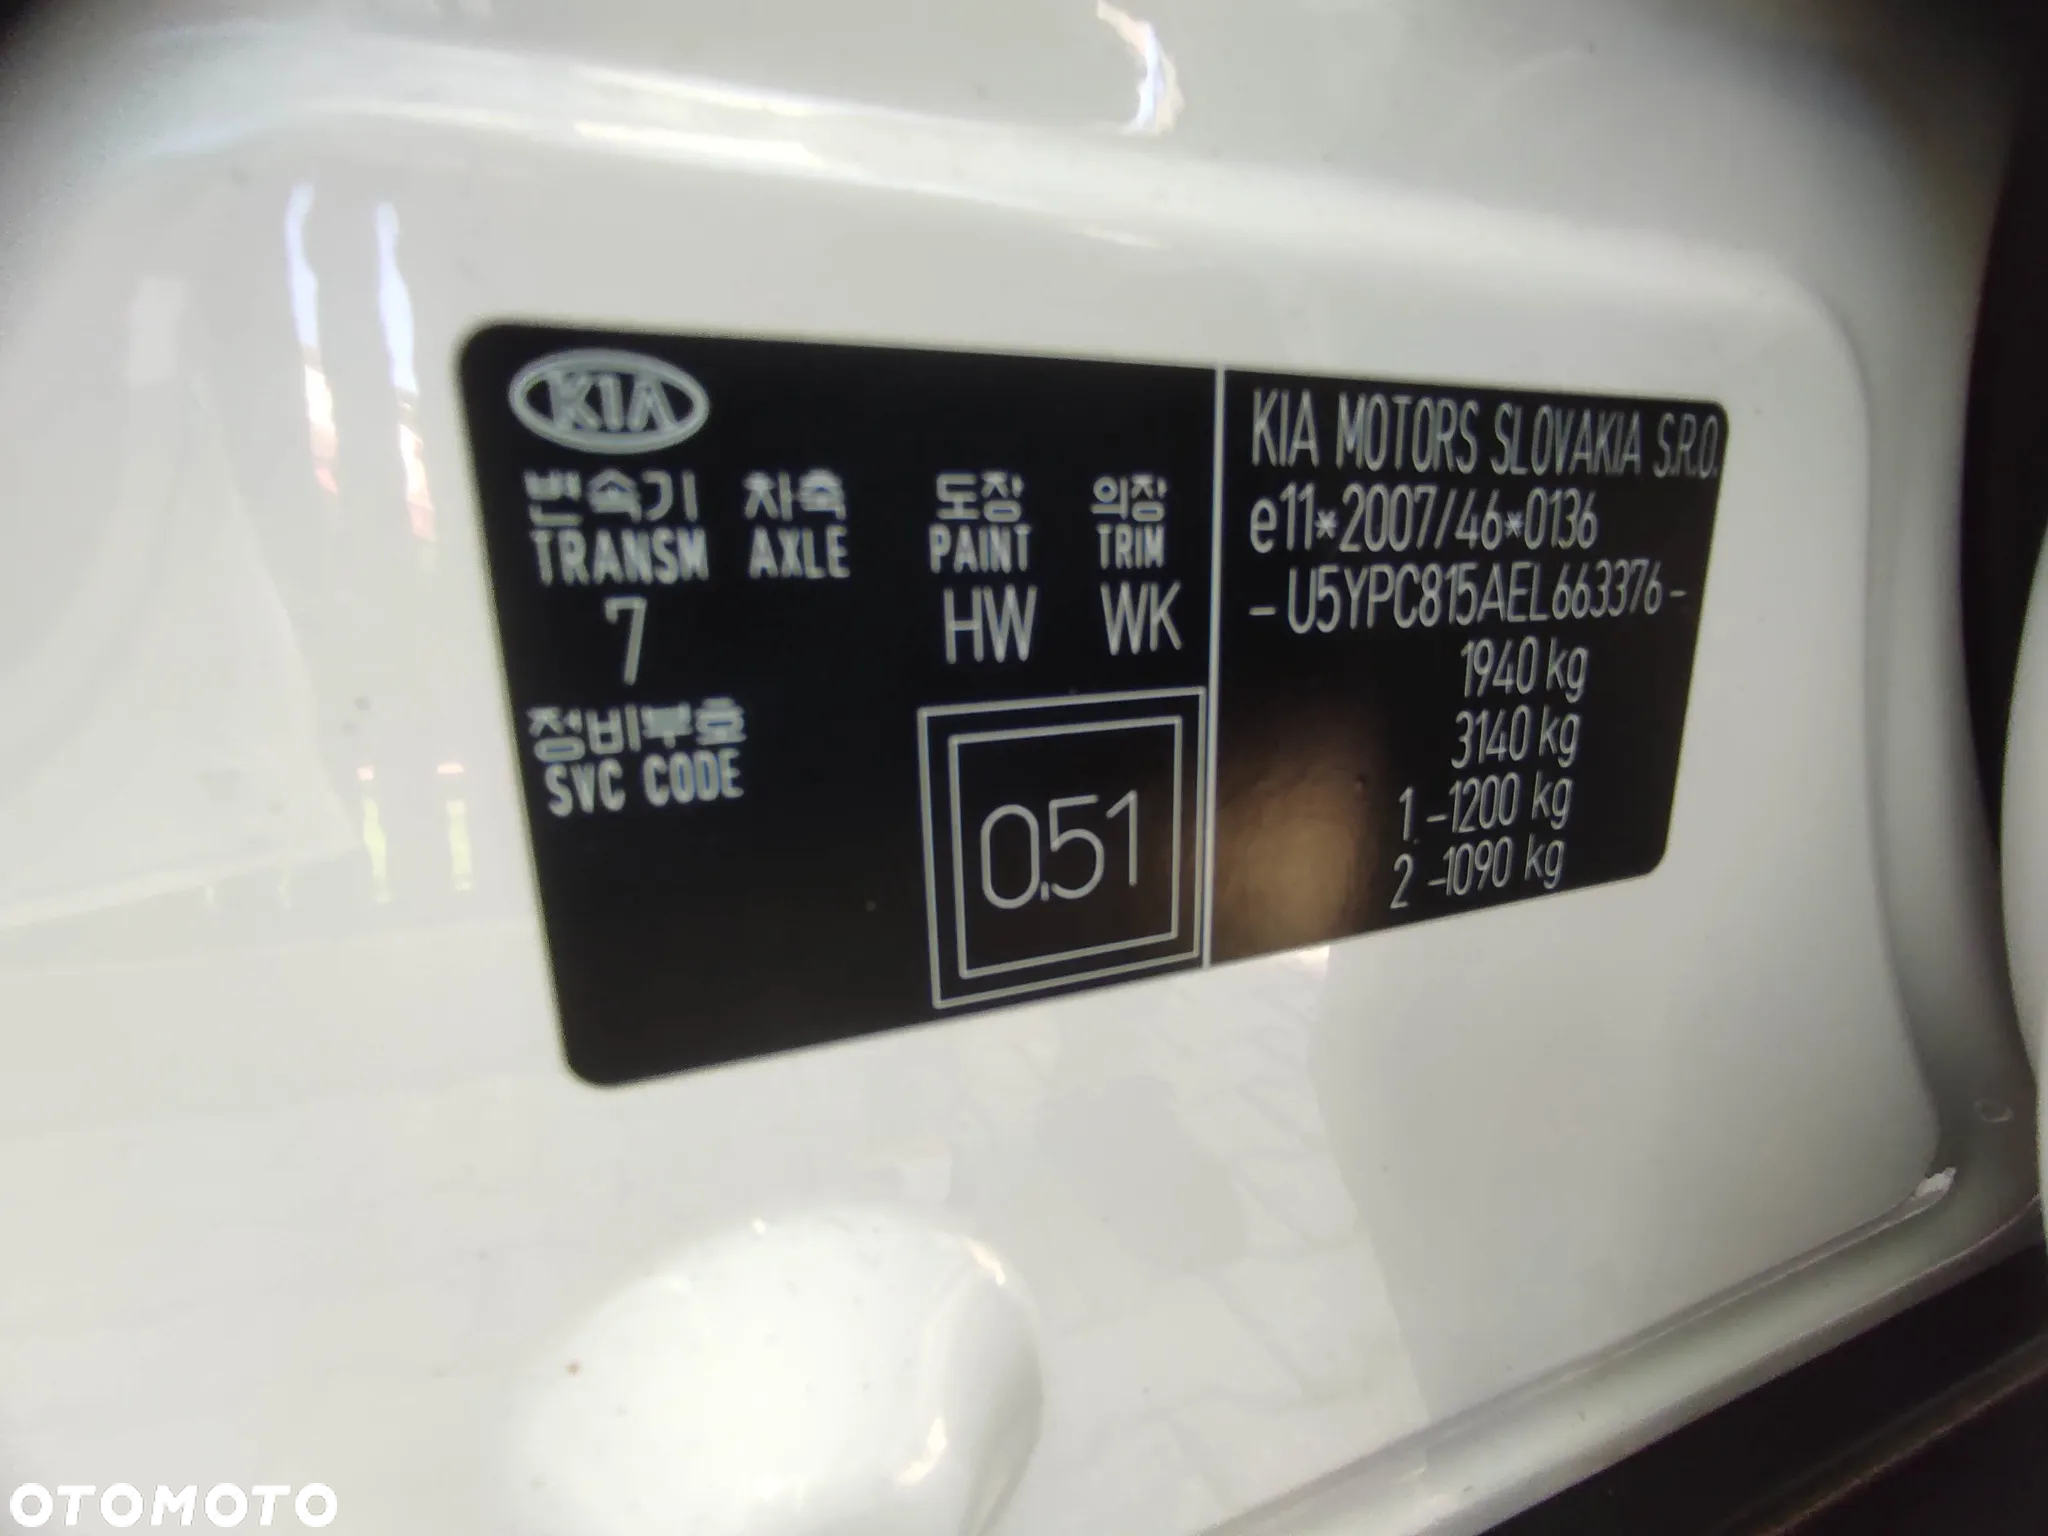 KIA
변속기 차축 도장 의장
TRANSM AXLE PAINT TRIM
7 HW WK
정비부호
SVC CODE
0.51
KIA MOTORS SLOVAKIA S.R.O.
e11*2007/46*0136
-U5YPC815AEL663376-
1940 kg
3140 kg
1 -1200 kg
2 -1090 kg
OTOMOTO